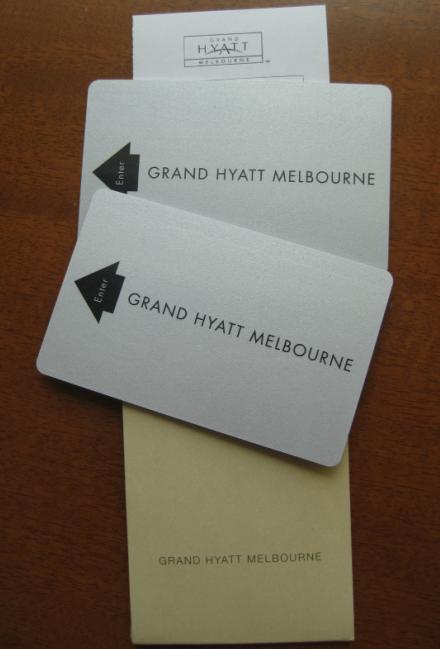 GRAND
HYATT
MELBOURNE
Enter
GRAND HYATT MELBOURNE
Enter
GRAND HYATT MELBOURNE
GRAND HYATT MELBOURNE